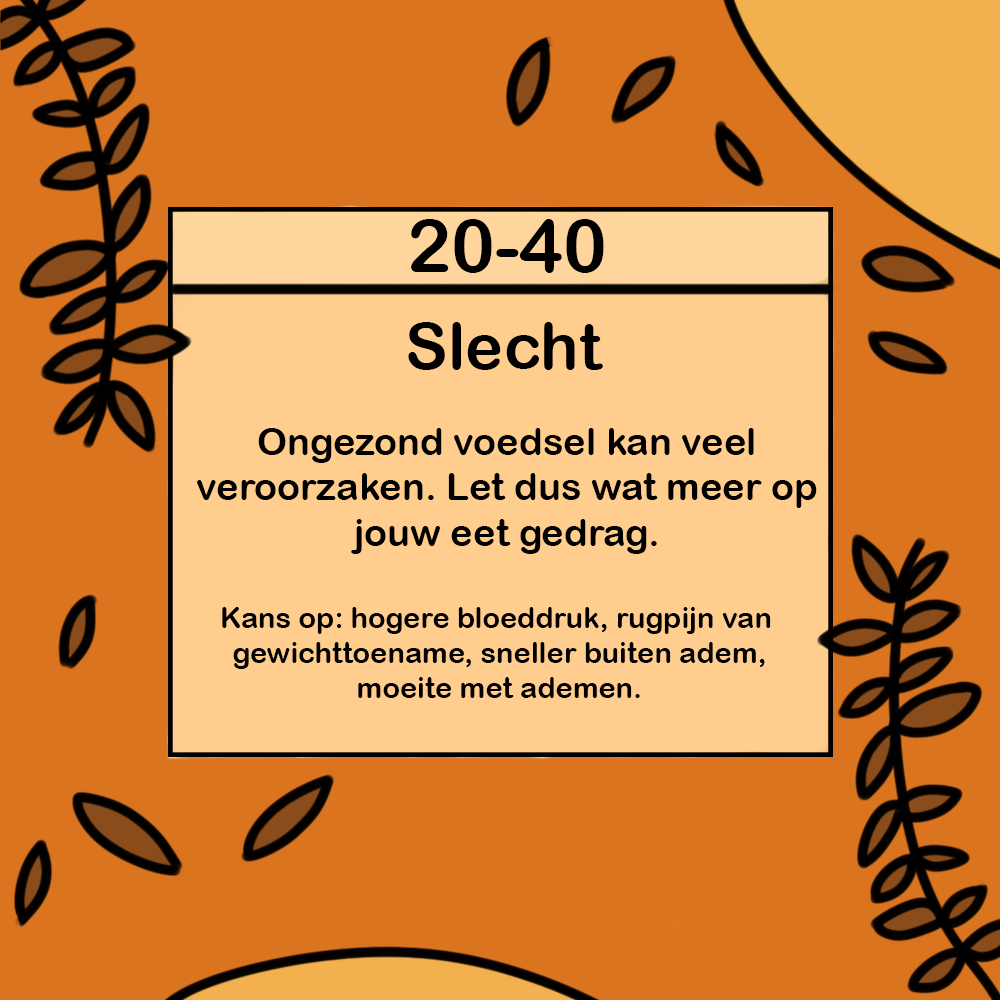 20-40
Slecht
Ongezond voedsel kan veel
veroorzaken. Let dus wat meer op
jouw eet gedrag.
Kans op: hogere bloeddruk, rugpijn van
gewichttoename, sneller buiten adem,
moeite met ademen.